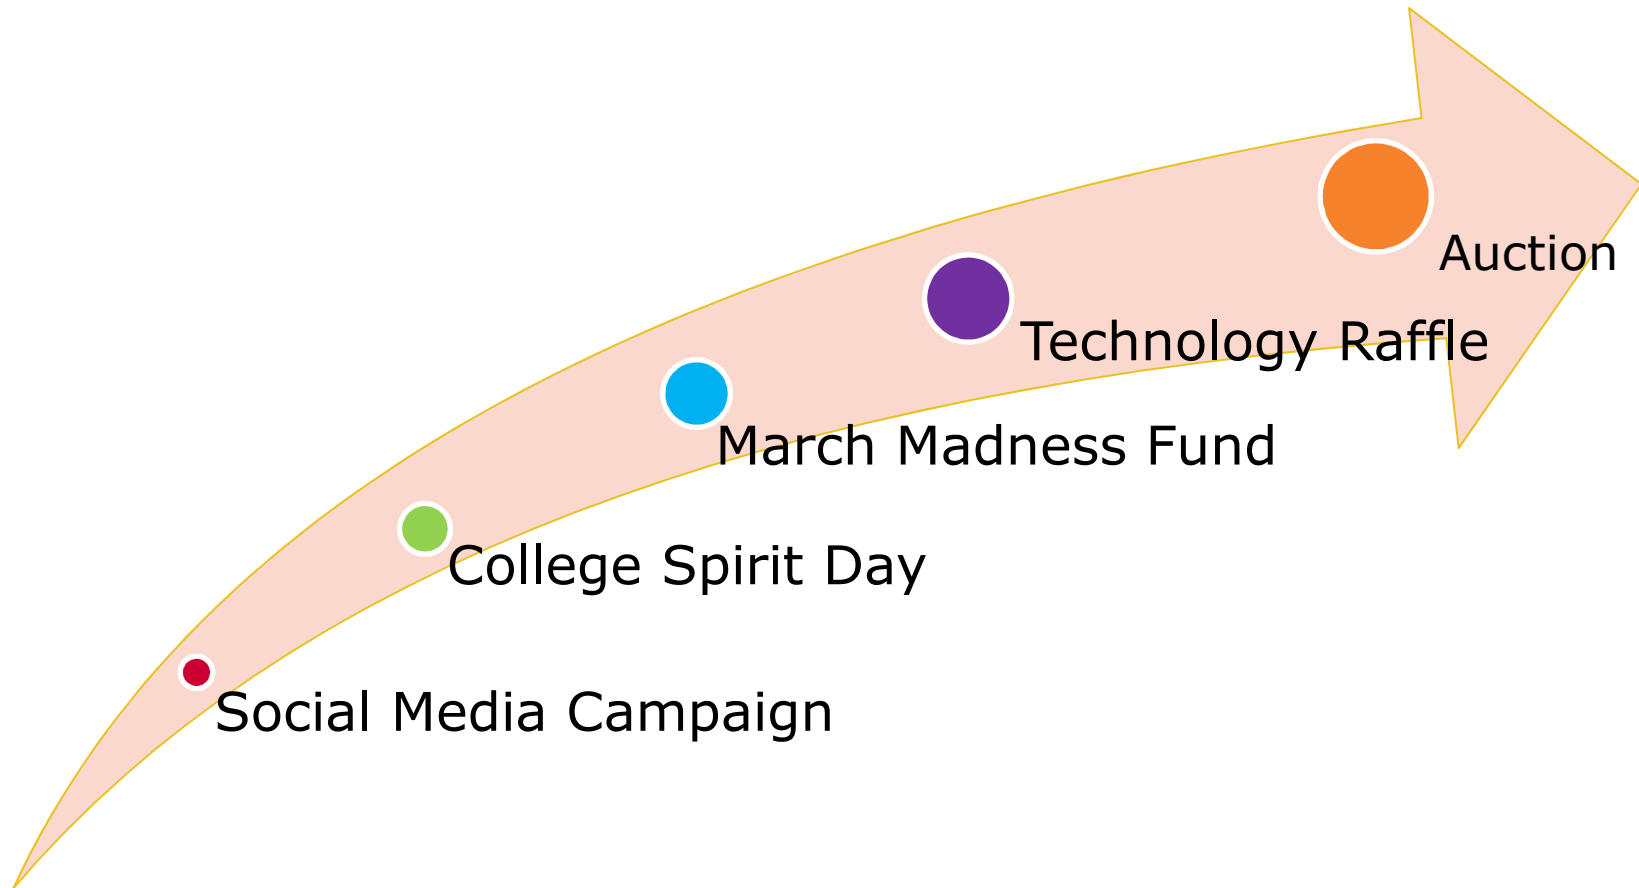 Auction
Technology Raffle
March Madness Fund
College Spirit Day
Social Media Campaign